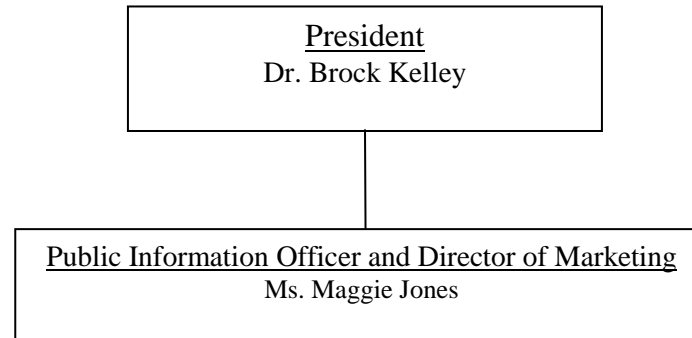 President
Dr. Brock Kelley
Public Information Officer and Director of Marketing
Ms. Maggie Jones